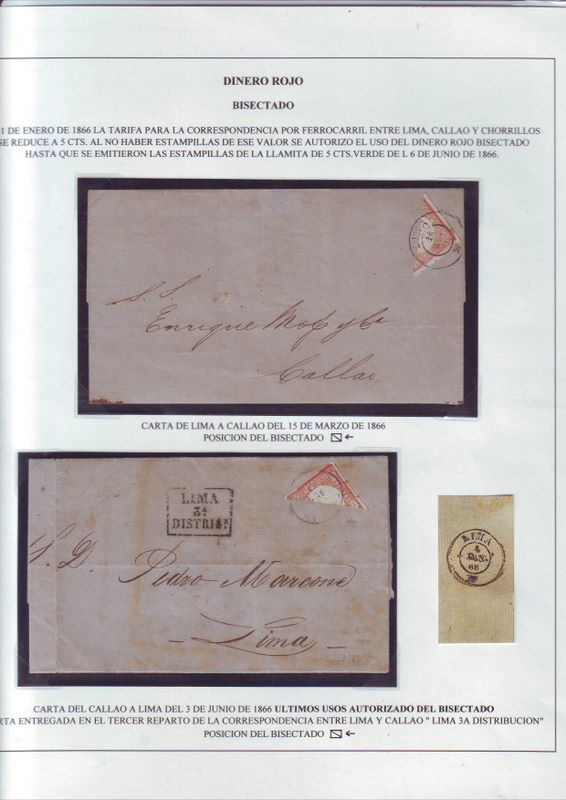 DINERO ROJO
BISECTADO
1 DE ENERO DE 1866 LA TARIFA PARA LA CORRESPONDENCIA POR FERROCARRIL ENTRE LIMA, CALLAO Y CHORRILLOS
SE REDUCE A 5 CTS. AL NO HABER ESTAMPILLAS DE ESE VALOR SE AUTORIZO EL USO DEL DINERO ROJO BISECTADO
HASTA QUE SE EMITIERON LAS ESTAMPILLAS DE LA LLAMITA DE 5 CTS.VERDE DE L 6 DE JUNIO DE 1866.
S. S.
Enrique
Callao
CARTA DE LIMA A CALLAO DEL 15 DE MARZO DE 1866
POSICION DEL BISECTADO
LIMA
3ª
DISTRIBn
S. D.
Pedro Marcone
Lima
LIMA
4
JUN.
66
CARTA DEL CALLAO A LIMA DEL 3 DE JUNIO DE 1866 ULTIMOS USOS AUTORIZADO DEL BISECTADO
RTA ENTREGADA EN EL TERCER REPARTO DE LA CORRESPONDENCIA ENTRE LIMA Y CALLAO " LIMA 3A DISTRIBUCION"
POSICION DEL BISECTADO